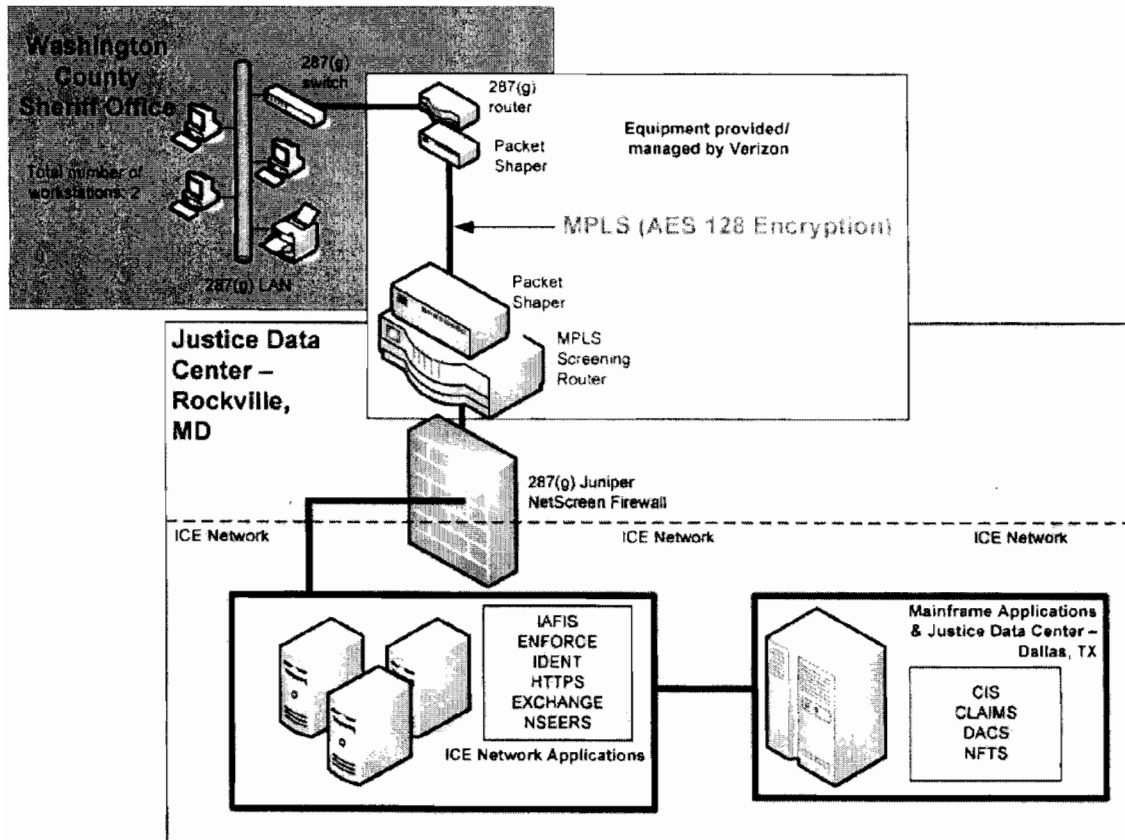 Washington
County
Sheriff Office
Total number of
workstations: 2
287(g)
switch
287(g) LAN
287(g)
router
Packet
Shaper
Equipment provided/
managed by Verizon
MPLS (AES 128 Encryption)
Packet
Shaper
MPLS
Screening
Router
Justice Data
Center –
Rockville,
MD
287(g) Juniper
NetScreen Firewall
ICE Network
ICE Network
ICE Network
IAFIS
ENFORCE
IDENT
HTTPS
EXCHANGE
NSEERS
ICE Network Applications
Mainframe Applications
& Justice Data Center –
Dallas, TX
CIS
CLAIMS
DACS
NFTS